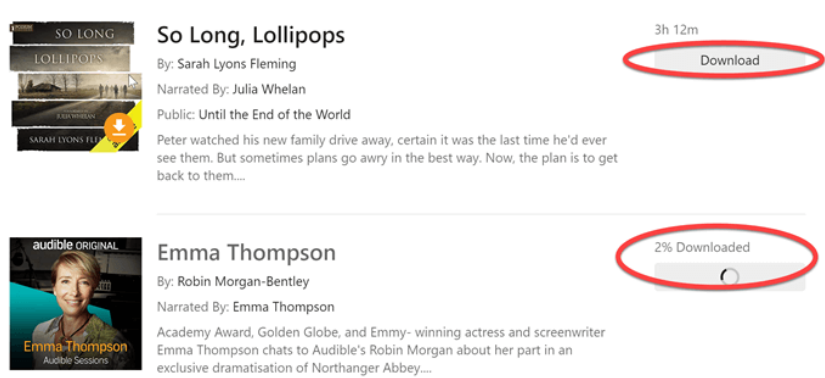 SO LONG
LOLLIPOPS
JULIA WHELAN
SARAH LYONS FLE
So Long, Lollipops
By: Sarah Lyons Fleming
Narrated By: Julia Whelan
Public: Until the End of the World
Peter watched his new family drive away, certain it was the last time he'd ever
see them. But sometimes plans go awry in the best way. Now, the plan is to get
back to them....
3h 12m
Download
audible ORIGINAL
Emma Thompson
Audible Sessions
Emma Thompson
By: Robin Morgan-Bentley
Narrated By: Emma Thompson
Academy Award, Golden Globe, and Emmy- winning actress and screenwriter
Emma Thompson chats to Audible's Robin Morgan about her part in an
exclusive dramatisation of Northanger Abbey....
2% Downloaded